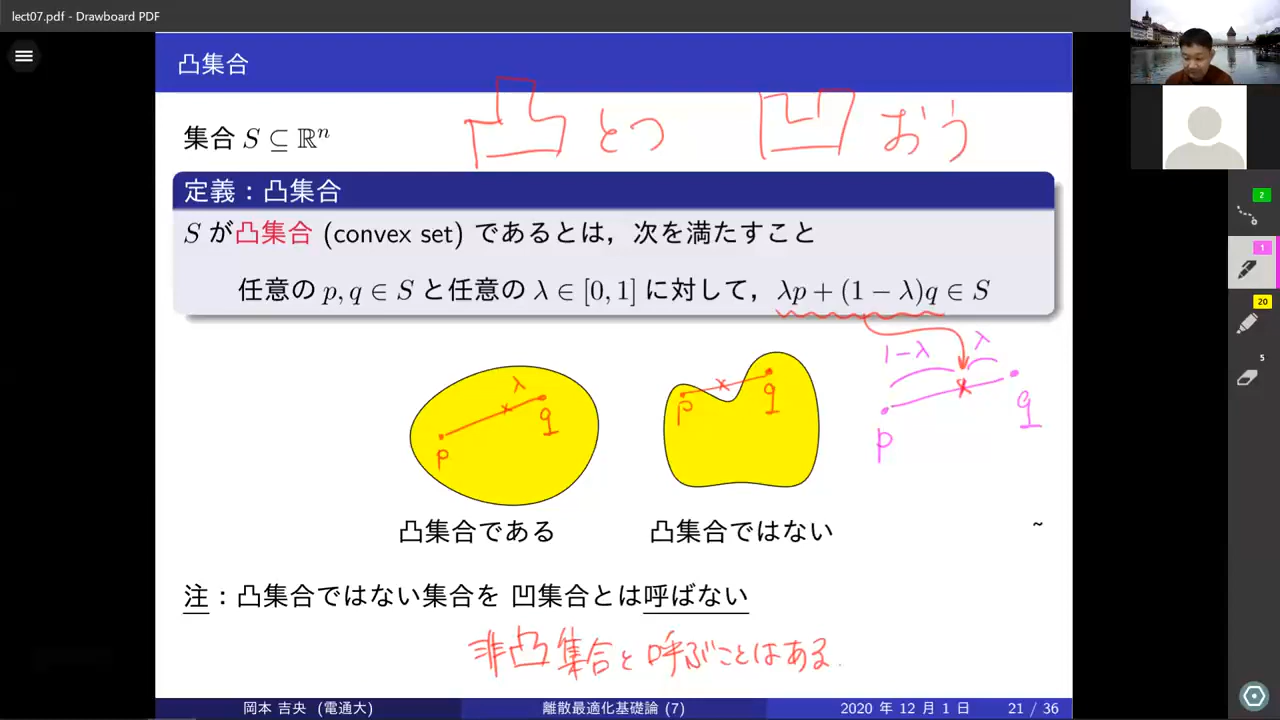 lect07.pdf - Drawboard PDF
凸集合
集合 S ⊆ ℝⁿ
凸 とつ 凹 おう
定義：凸集合
S が凸集合 (convex set) であるとは，次を満たすこと
任意の p, q ∈ S と任意の λ ∈ [0, 1] に対して，λp + (1 − λ)q ∈ S
λ
p
q
p
q
1−λ
λ
p
q
凸集合である
凸集合ではない
~
注：凸集合ではない集合を 凹集合とは呼ばない
非凸集合と呼ぶことはある.
岡本 吉央 (電通大)
離散最適化基礎論 (7)
2020 年 12 月 1 日
21 / 36
2
1
20
5